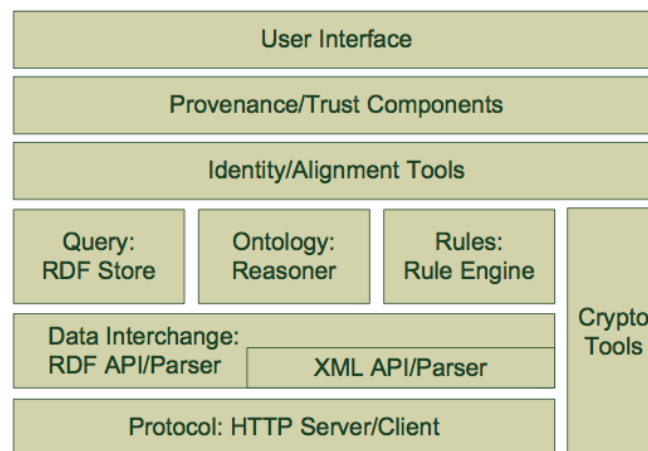 User Interface
Provenance/Trust Components
Identity/Alignment Tools
Query:
RDF Store
Ontology:
Reasoner
Rules:
Rule Engine
Crypto
Tools
Data Interchange:
RDF API/Parser
XML API/Parser
Protocol: HTTP Server/Client